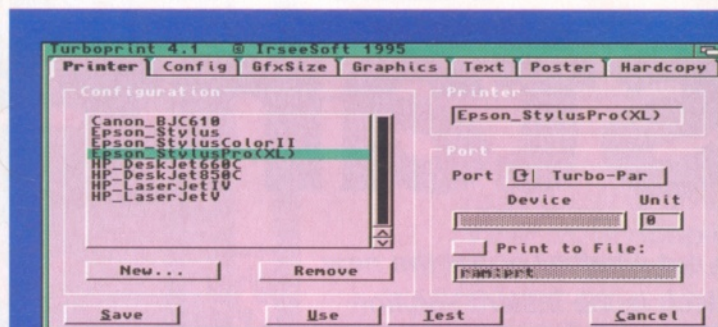 Turboprint 4.1 © IrseeSoft 1995
Printer Config GfxSize Graphics Text Poster Hardcopy
Configuration
Canon_BJC610
Epson_Stylus
Epson_StylusColorII
Epson_StylusPro(XL)
HP_DeskJet660C
HP_DeskJet850C
HP_LaserJetIV
HP_LaserJetV
New... Remove
Printer
Epson_StylusPro(XL)
Port
Port Turbo-Par
Device Unit
0
Print to File:
ram:prt
Save Use Test Cancel